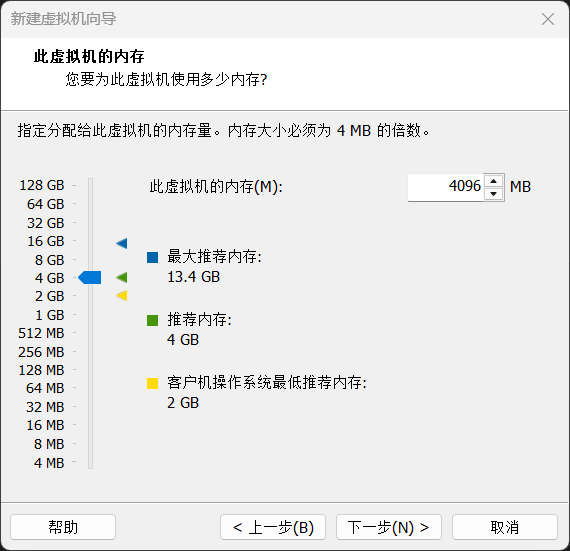 新建虚拟机向导
此虚拟机的内存
您要为此虚拟机使用多少内存?
指定分配给此虚拟机的内存量。内存大小必须为 4 MB 的倍数。
128 GB
64 GB
32 GB
16 GB
8 GB
4 GB
2 GB
1 GB
512 MB
256 MB
128 MB
64 MB
32 MB
16 MB
8 MB
4 MB
此虚拟机的内存(M): 4096 MB
最大推荐内存:
13.4 GB
推荐内存:
4 GB
客户机操作系统最低推荐内存:
2 GB
帮助 < 上一步(B) 下一步(N) > 取消